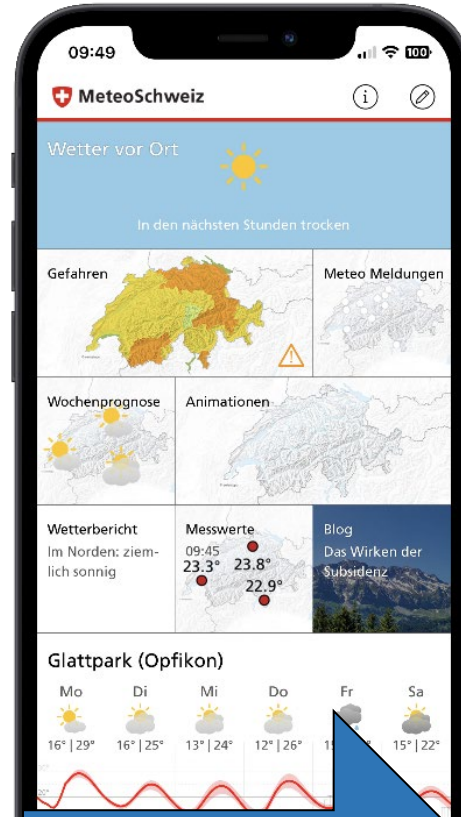 09:49
100
MeteoSchweiz
i
Wetter vor Ort
In den nächsten Stunden trocken
Gefahren
Meteo Meldungen
Wochenprognose
Animationen
Wetterbericht
Im Norden: ziem-
lich sonnig
Messwerte
09:45
23.3°
23.8°
22.9°
Blog
Das Wirken der
Subsidenz
Glattpark (Opfikon)
Mo Di Mi Do Fr Sa
16° | 29° 16° | 25° 13° | 24° 12° | 26° 15° | 22°